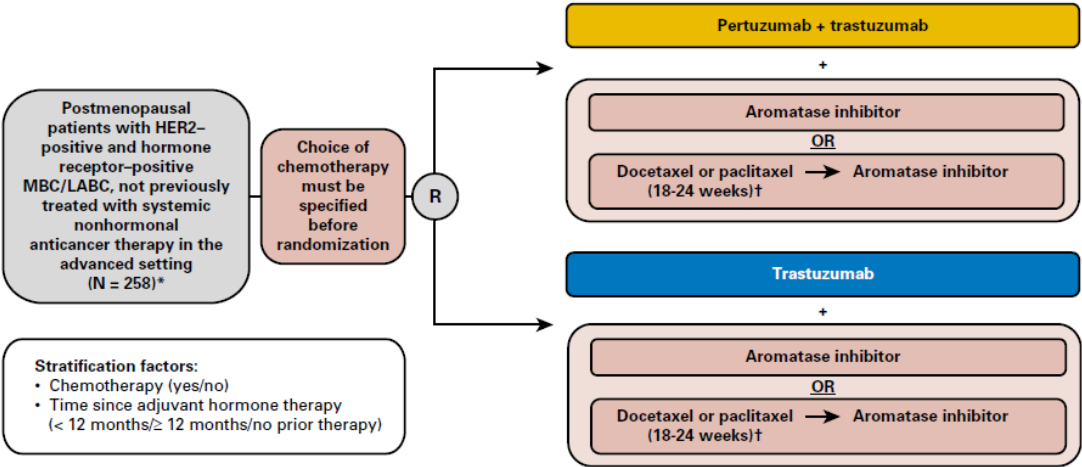 Postmenopausal
patients with HER2–
positive and hormone
receptor–positive
MBC/LABC, not previously
treated with systemic
nonhormonal
anticancer therapy in the
advanced setting
(N = 258)*
Choice of
chemotherapy
must be
specified
before
randomization
R
Pertuzumab + trastuzumab
+
Aromatase inhibitor
OR
Docetaxel or paclitaxel → Aromatase inhibitor
(18-24 weeks)†
Trastuzumab
+
Aromatase inhibitor
OR
Docetaxel or paclitaxel → Aromatase inhibitor
(18-24 weeks)†
Stratification factors:
• Chemotherapy (yes/no)
• Time since adjuvant hormone therapy
(< 12 months/≥ 12 months/no prior therapy)